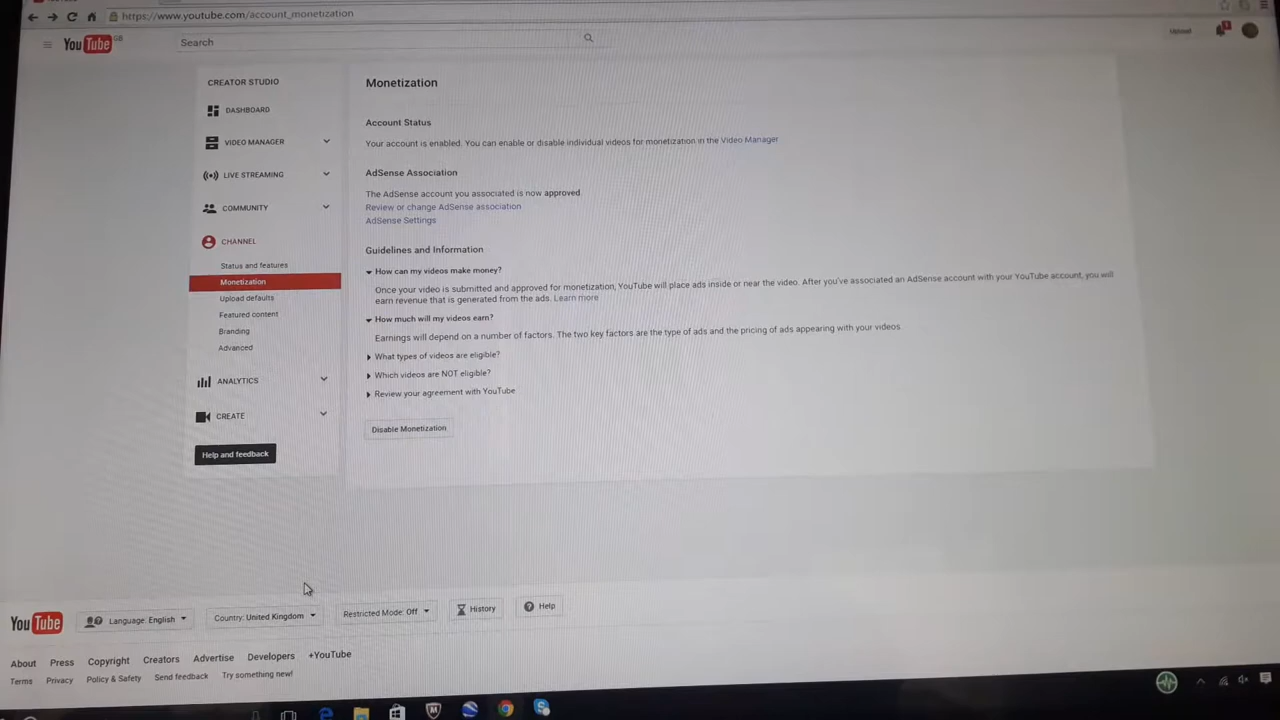 https://www.youtube.com/account_monetization
YouTube GB
Search
Upload
1
CREATOR STUDIO
DASHBOARD
VIDEO MANAGER
LIVE STREAMING
COMMUNITY
CHANNEL
Status and features
Monetization
Upload defaults
Featured content
Branding
Advanced
ANALYTICS
CREATE
Help and feedback
Monetization
Account Status
Your account is enabled. You can enable or disable individual videos for monetization in the Video Manager
AdSense Association
The AdSense account you associated is now approved.
Review or change AdSense association
AdSense Settings
Guidelines and Information
How can my videos make money?
Once your video is submitted and approved for monetization, YouTube will place ads inside or near the video. After you've associated an AdSense account with your YouTube account, you will
earn revenue that is generated from the ads. Learn more
How much will my videos earn?
Earnings will depend on a number of factors. The two key factors are the type of ads and the pricing of ads appearing with your videos.
What types of videos are eligible?
Which videos are NOT eligible?
Review your agreement with YouTube
Disable Monetization
YouTube
Language: English
Country: United Kingdom
Restricted Mode: Off
History
Help
About Press Copyright Creators Advertise Developers +YouTube
Terms Privacy Policy & Safety Send feedback Try something new!